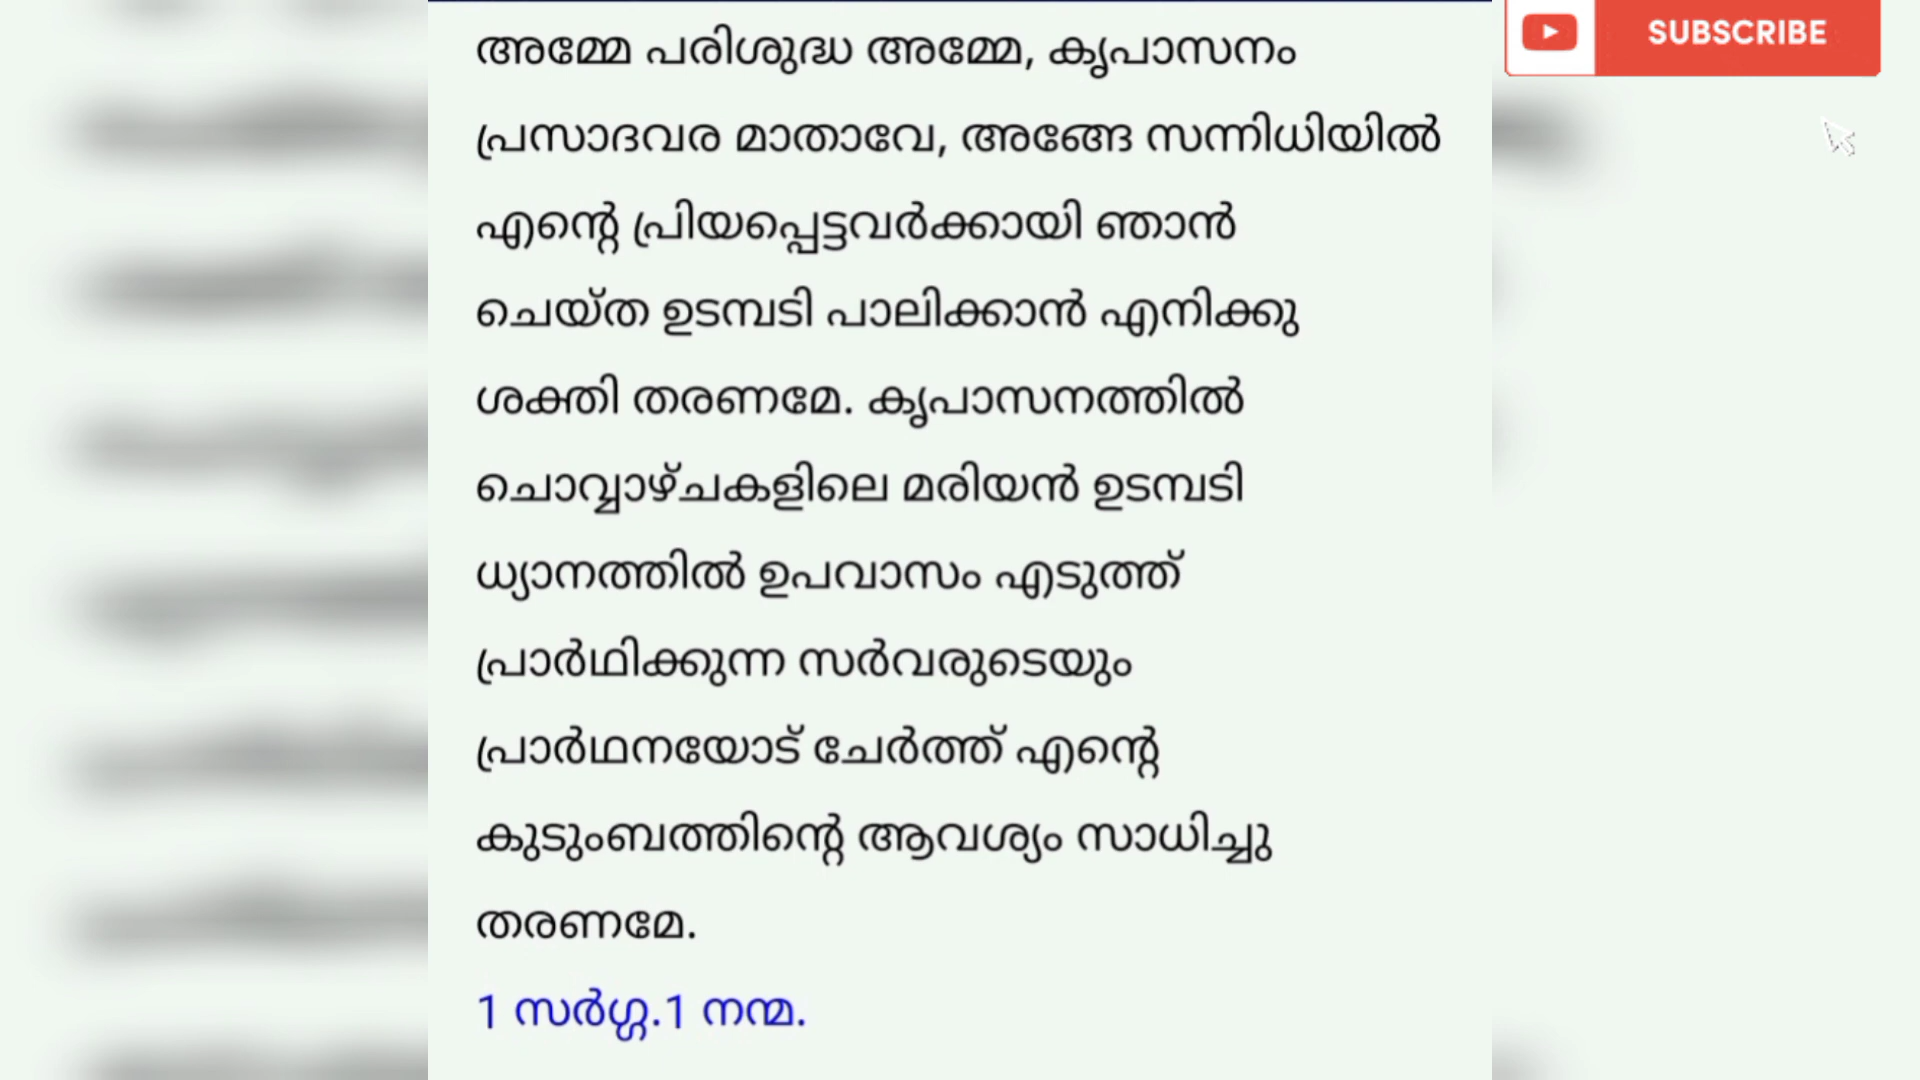 അമ്മേ പരിശുദ്ധ അമ്മേ, കൃപാസനം
പ്രസാദവര മാതാവേ, അങ്ങേ സന്നിധിയിൽ
എന്റെ പ്രിയപ്പെട്ടവർക്കായി ഞാൻ
ചെയ്ത ഉടമ്പടി പാലിക്കാൻ എനിക്കു
ശക്തി തരണമേ. കൃപാസനത്തിൽ
ചൊവ്വാഴ്ചകളിലെ മരിയൻ ഉടമ്പടി
ധ്യാനത്തിൽ ഉപവാസം എടുത്ത്
പ്രാർഥിക്കുന്ന സർവരുടെയും
പ്രാർഥനയോട് ചേർത്ത് എന്റെ
കുടുംബത്തിന്റെ ആവശ്യം സാധിച്ചു
തരണമേ.
1 സർഗ്ഗ.1 നന്മ.
SUBSCRIBE